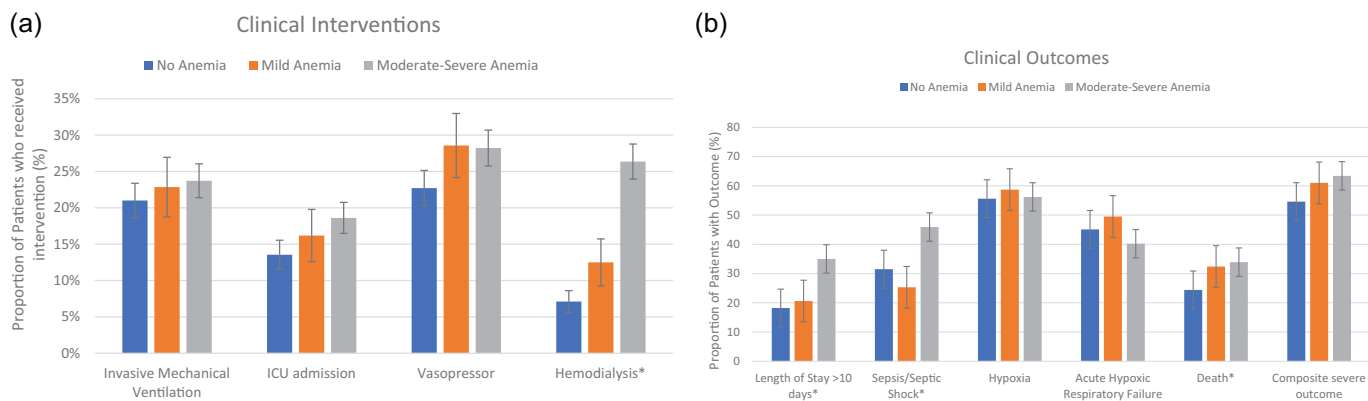 (a)
Clinical Interventions
No Anemia Mild Anemia Moderate-Severe Anemia
Proportion of Patients who received
intervention (%)
35%
30%
25%
20%
15%
10%
5%
0%
Invasive Mechanical
Ventilation
ICU admission
Vasopressor
Hemodialysis*
(b)
Clinical Outcomes
No Anemia Mild Anemia Moderate-Severe Anemia
Proportion of Patients with Outcome (%)
80
70
60
50
40
30
20
10
0
Length of Stay >10
days*
Sepsis/Septic
Shock*
Hypoxia
Acute Hypoxic
Respiratory Failure
Death*
Composite severe
outcome